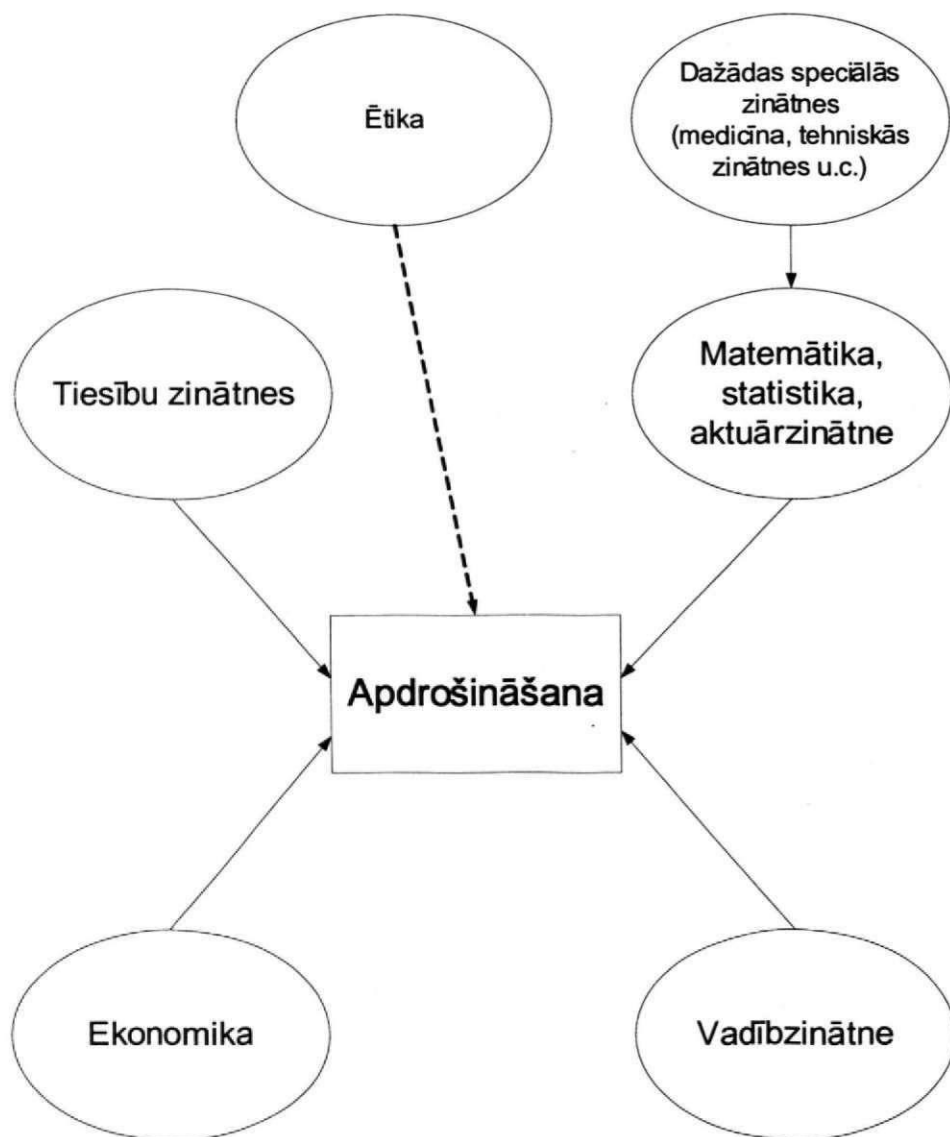 Ētika
Dažādas speciālās
zinātnes
(medicīna, tehniskās
zinātnes u.c.)
Tiesību zinātnes
Matemātika,
statistika,
aktuārzinātne
Apdrošināšana
Ekonomika
Vadībzinātne